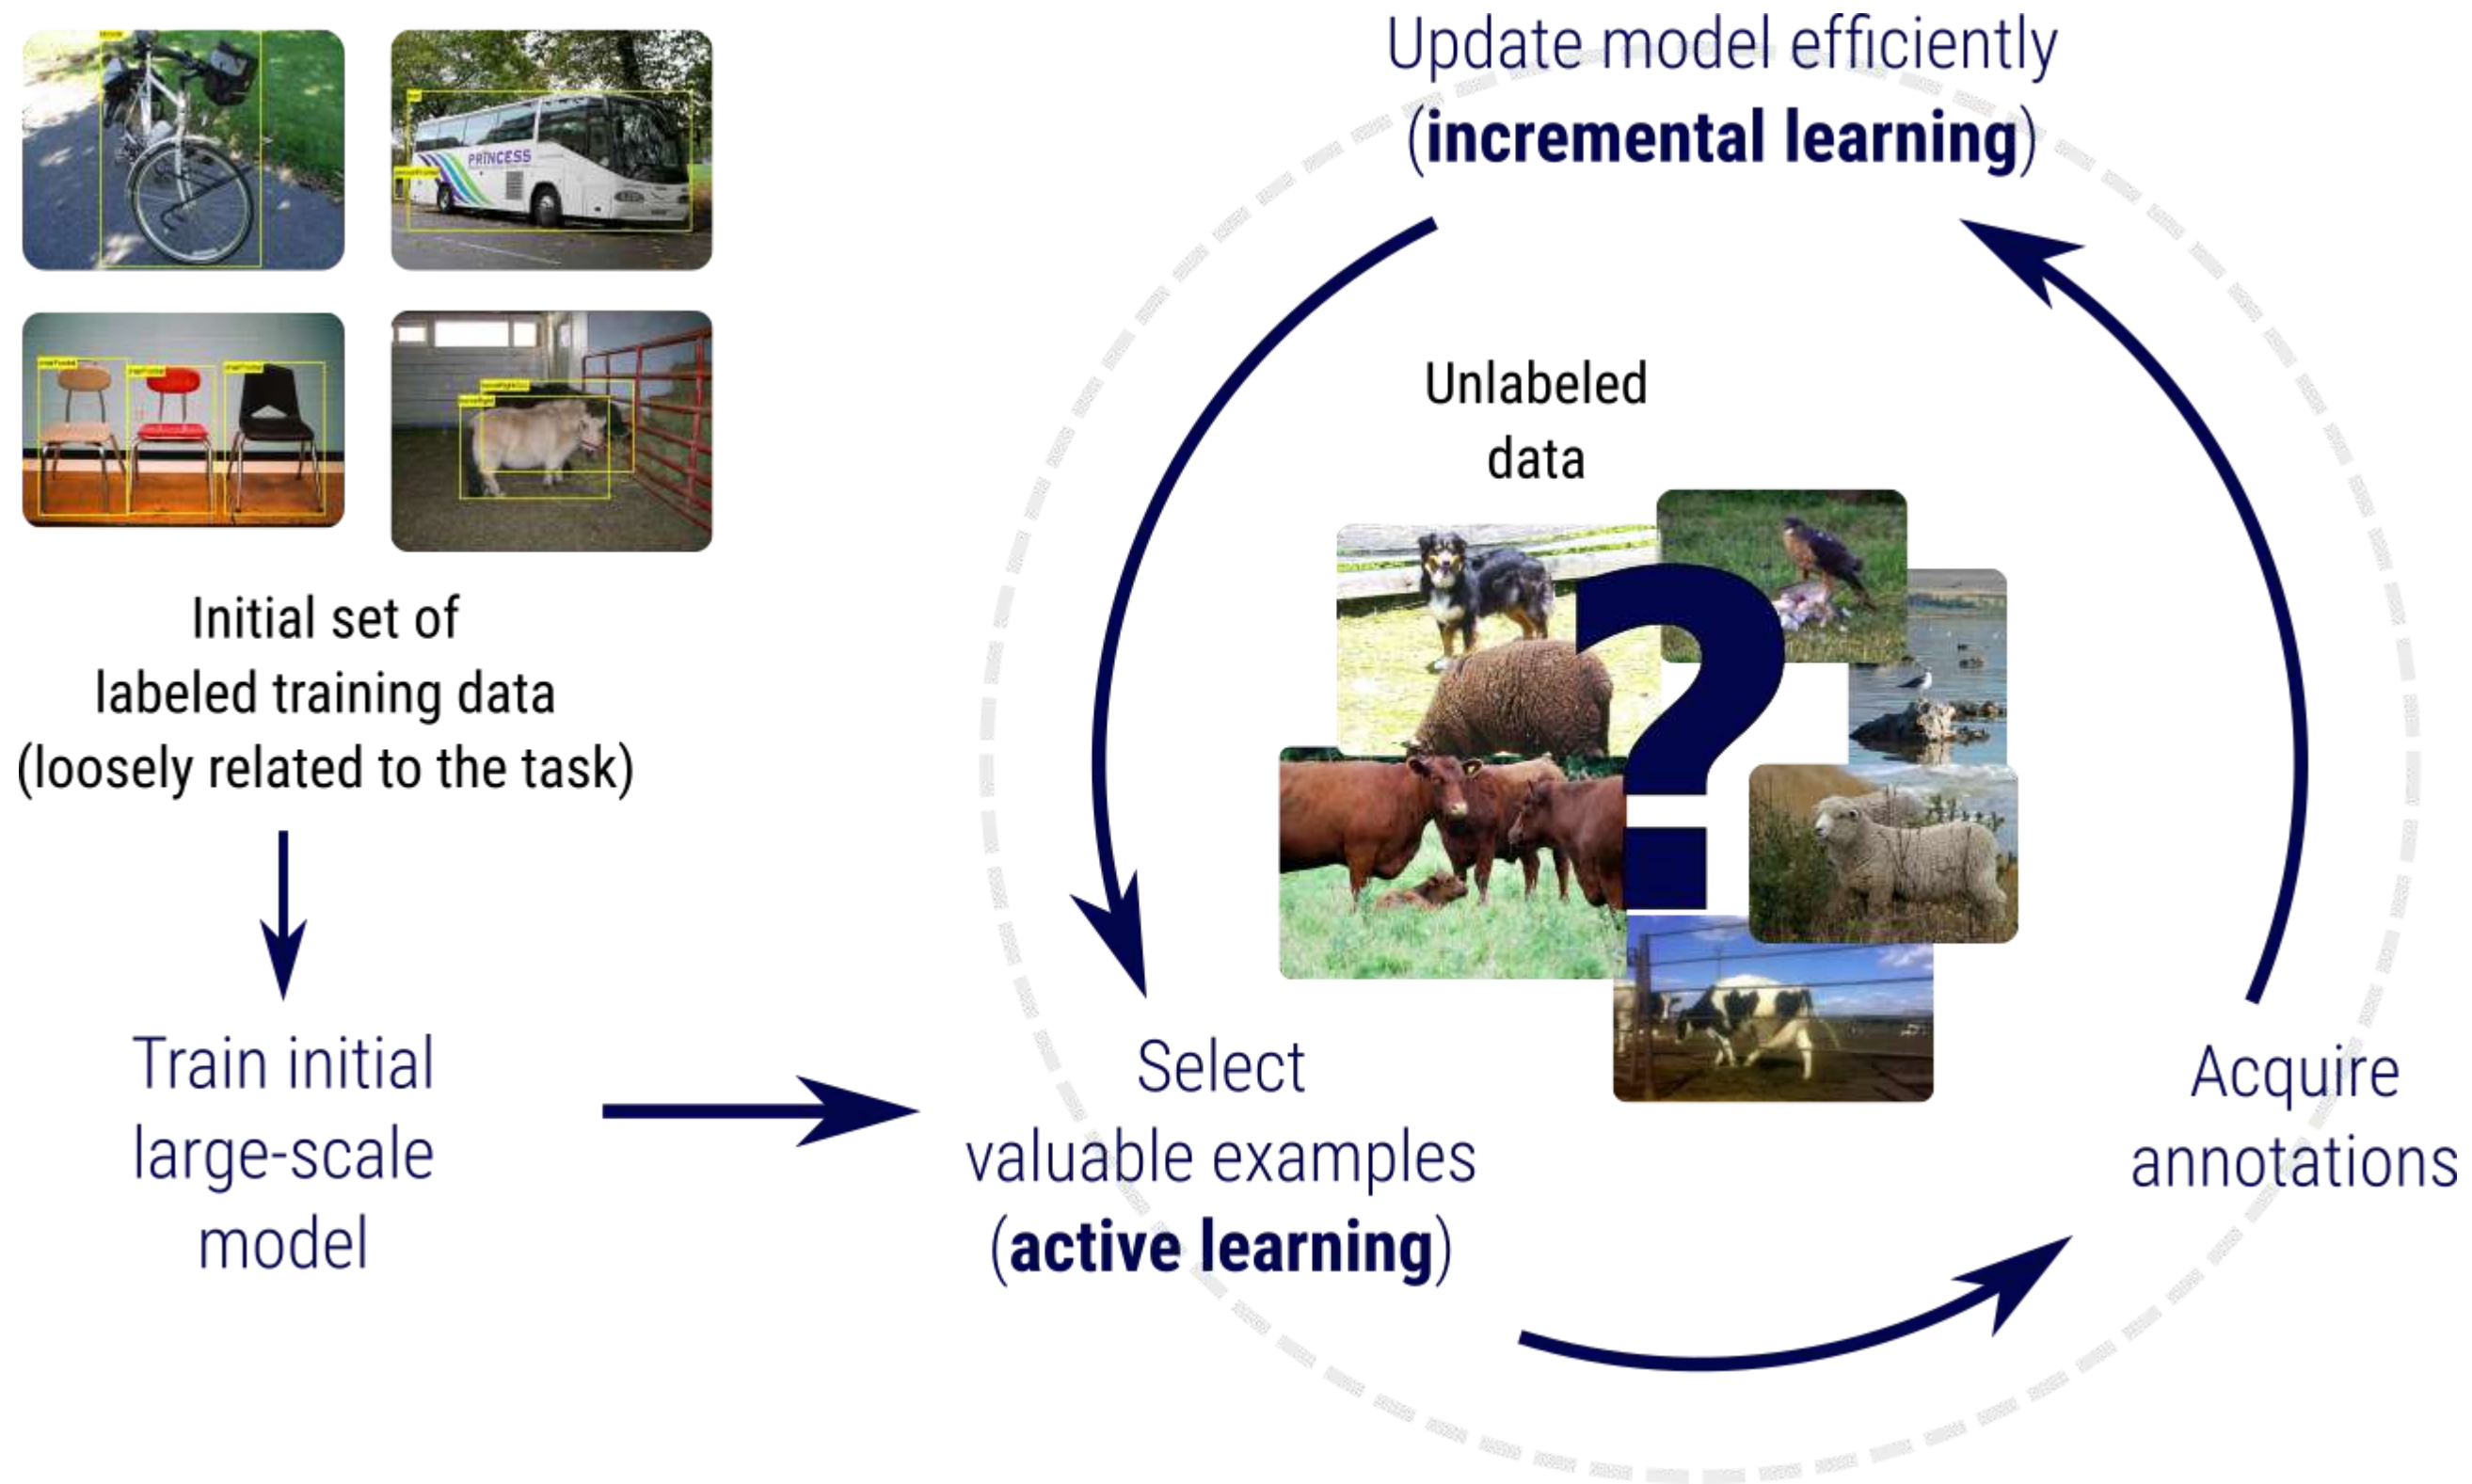 PRINCESS
Initial set of
labeled training data
(loosely related to the task)
Train initial
large-scale
model
Update model efficiently
(incremental learning)
Unlabeled
data
?
Select
valuable examples
(active learning)
Acquire
annotations